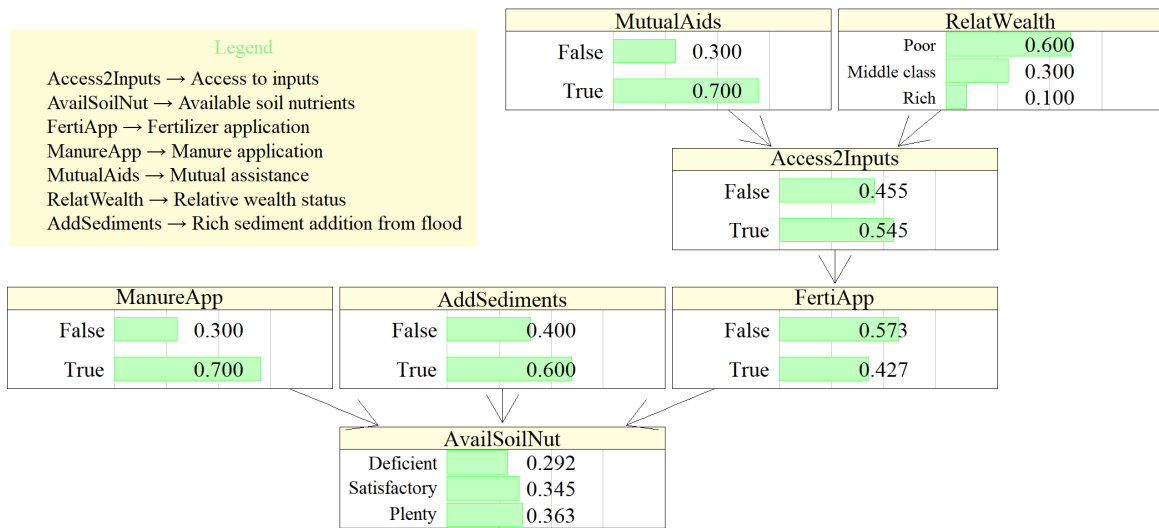 Legend
Access2Inputs → Access to inputs
AvailSoilNut → Available soil nutrients
FertiApp → Fertilizer application
ManureApp → Manure application
MutualAids → Mutual assistance
RelatWealth → Relative wealth status
AddSediments → Rich sediment addition from flood
MutualAids
False 0.300
True 0.700
RelatWealth
Poor 0.600
Middle class 0.300
Rich 0.100
Access2Inputs
False 0.455
True 0.545
ManureApp
False 0.300
True 0.700
AddSediments
False 0.400
True 0.600
FertiApp
False 0.573
True 0.427
AvailSoilNut
Deficient 0.292
Satisfactory 0.345
Plenty 0.363